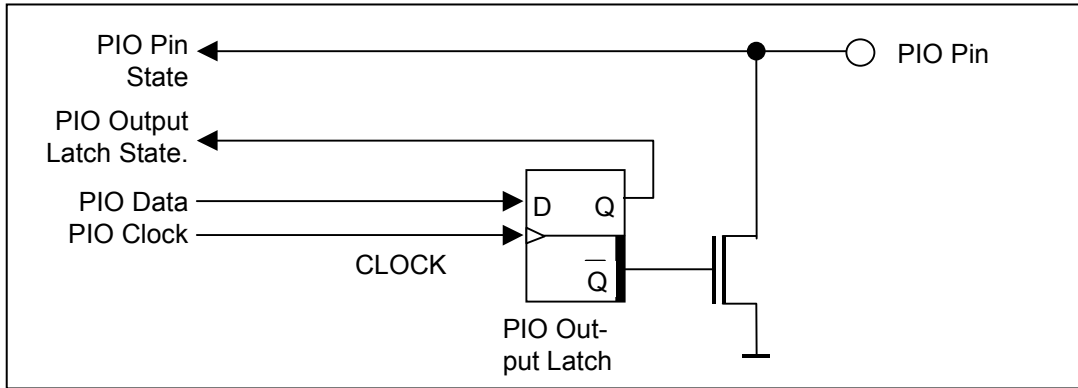 PIO Pin
State
PIO Pin
PIO Output
Latch State.
PIO Data
D Q
PIO Clock
CLOCK
Q̅
PIO Out-
put Latch